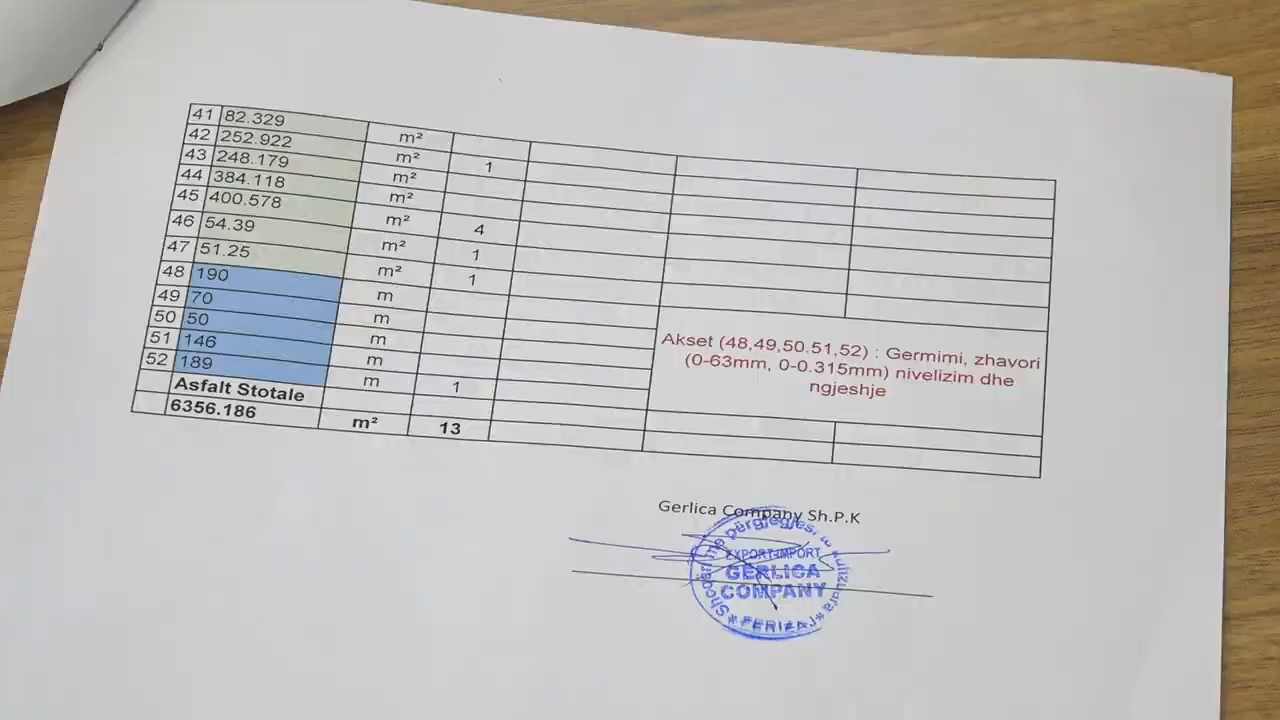 41 82.329 m²
42 252.922 m² 1
43 248.179 m²
44 384.118 m²
45 400.578 m² 4
46 54.39 m² 1
47 51.25 m² 1
48 190 m
49 70 m
50 50 m
51 146 m
52 189 m 1
Akset (48,49,50.51,52) : Germimi, zhavori
(0-63mm, 0-0.315mm) nivelizim dhe
ngjeshje
Asfalt Stotale
6356.186 m² 13
Gerlica Company Sh.P.K
Shoqëri me përgjegjësi
EXPORT-IMPORT
GERLICA
COMPANY
* FERIZAJ *